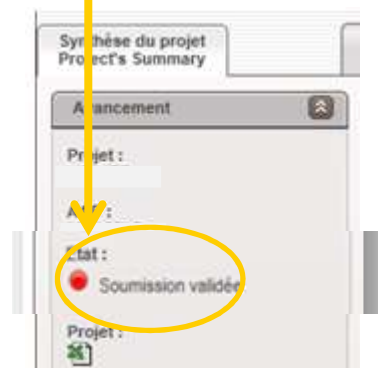 Synthèse du projet
Project's Summary
Avancement
Projet :
Etat :
Soumission validée
Projet :